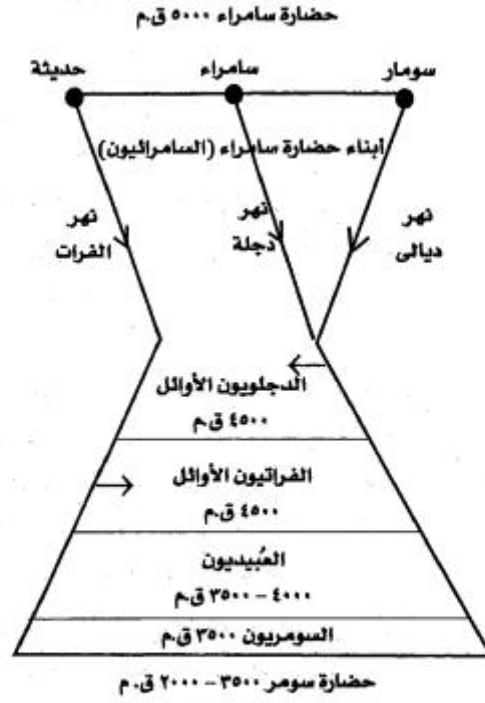 حضارة سامراء ٥٠٠٠ ق.م
سومار
سامراء
حديثة
أبناء حضارة سامراء (السامرائيون)
نهر
ديالى
نهر
دجلة
نهر
الفرات
الدجلويون الأوائل
٤٥٠٠ ق.م
الفراتيون الأوائل
٤٥٠٠ ق.م
العُبيديون
٤٠٠٠ – ٣٥٠٠ ق.م
السومريون ٣٥٠٠ ق.م
حضارة سومر ٣٥٠٠ – ٢٠٠٠ ق.م